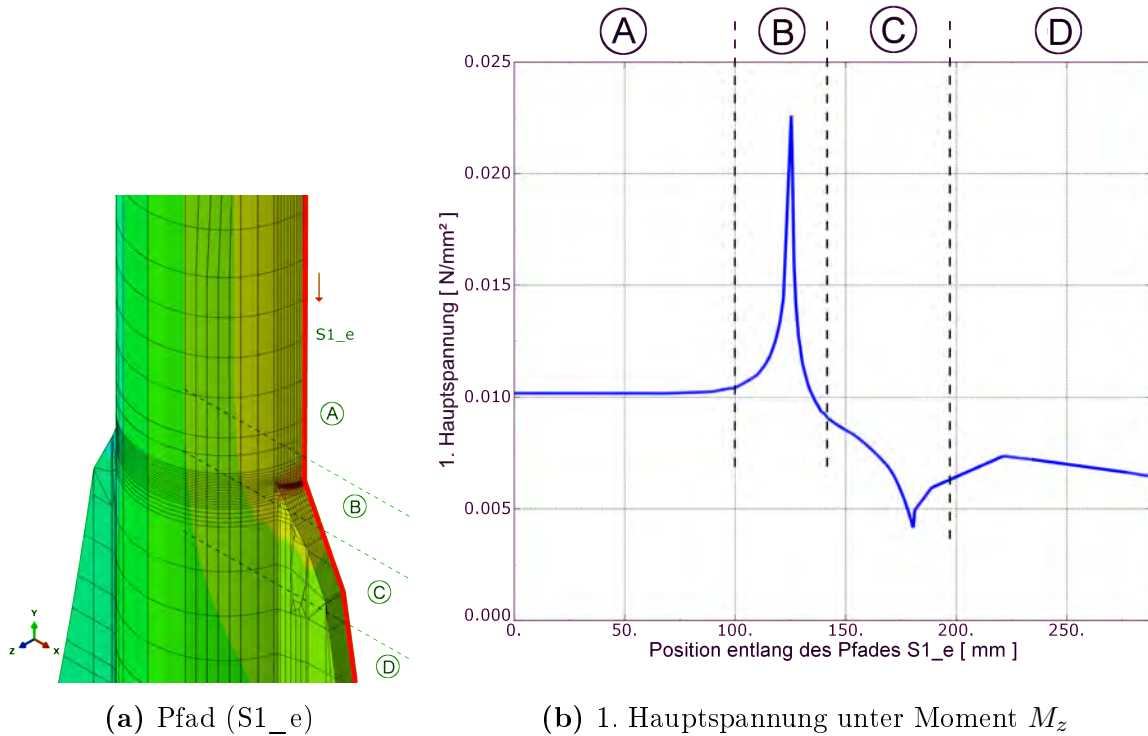 S1_e
A
B
C
D
Y
Z
X
(a) Pfad (S1_e)
A
B
C
D
0.025
0.020
0.015
0.010
0.005
0.000
1. Hauptspannung [ N/mm² ]
0.
50.
100.
150.
200.
250.
Position entlang des Pfades S1_e [ mm ]
(b) 1. Hauptspannung unter Moment Mz